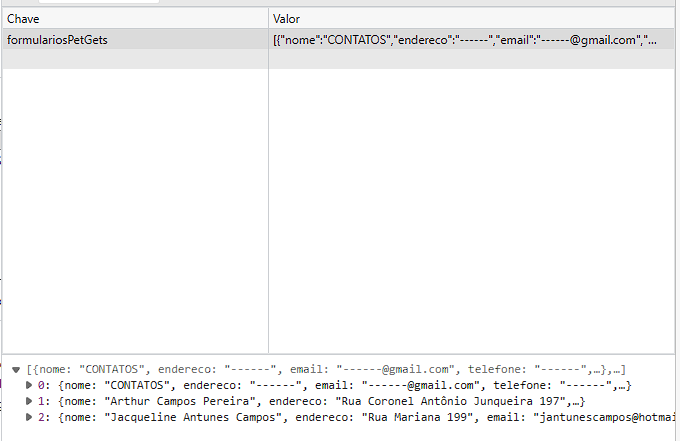 Chave Valor
formulariosPetGets [{"nome":"CONTATOS","endereco":"------","email":"------@gmail.com","...
[{nome: "CONTATOS", endereco: "------", email: "------@gmail.com", telefone: "------",…},…]
0: {nome: "CONTATOS", endereco: "------", email: "------@gmail.com", telefone: "------",…}
1: {nome: "Arthur Campos Pereira", endereco: "Rua Coronel Antônio Junqueira 197",…}
2: {nome: "Jacqueline Antunes Campos", endereco: "Rua Mariana 199", email: "jantunescampos@hotmai